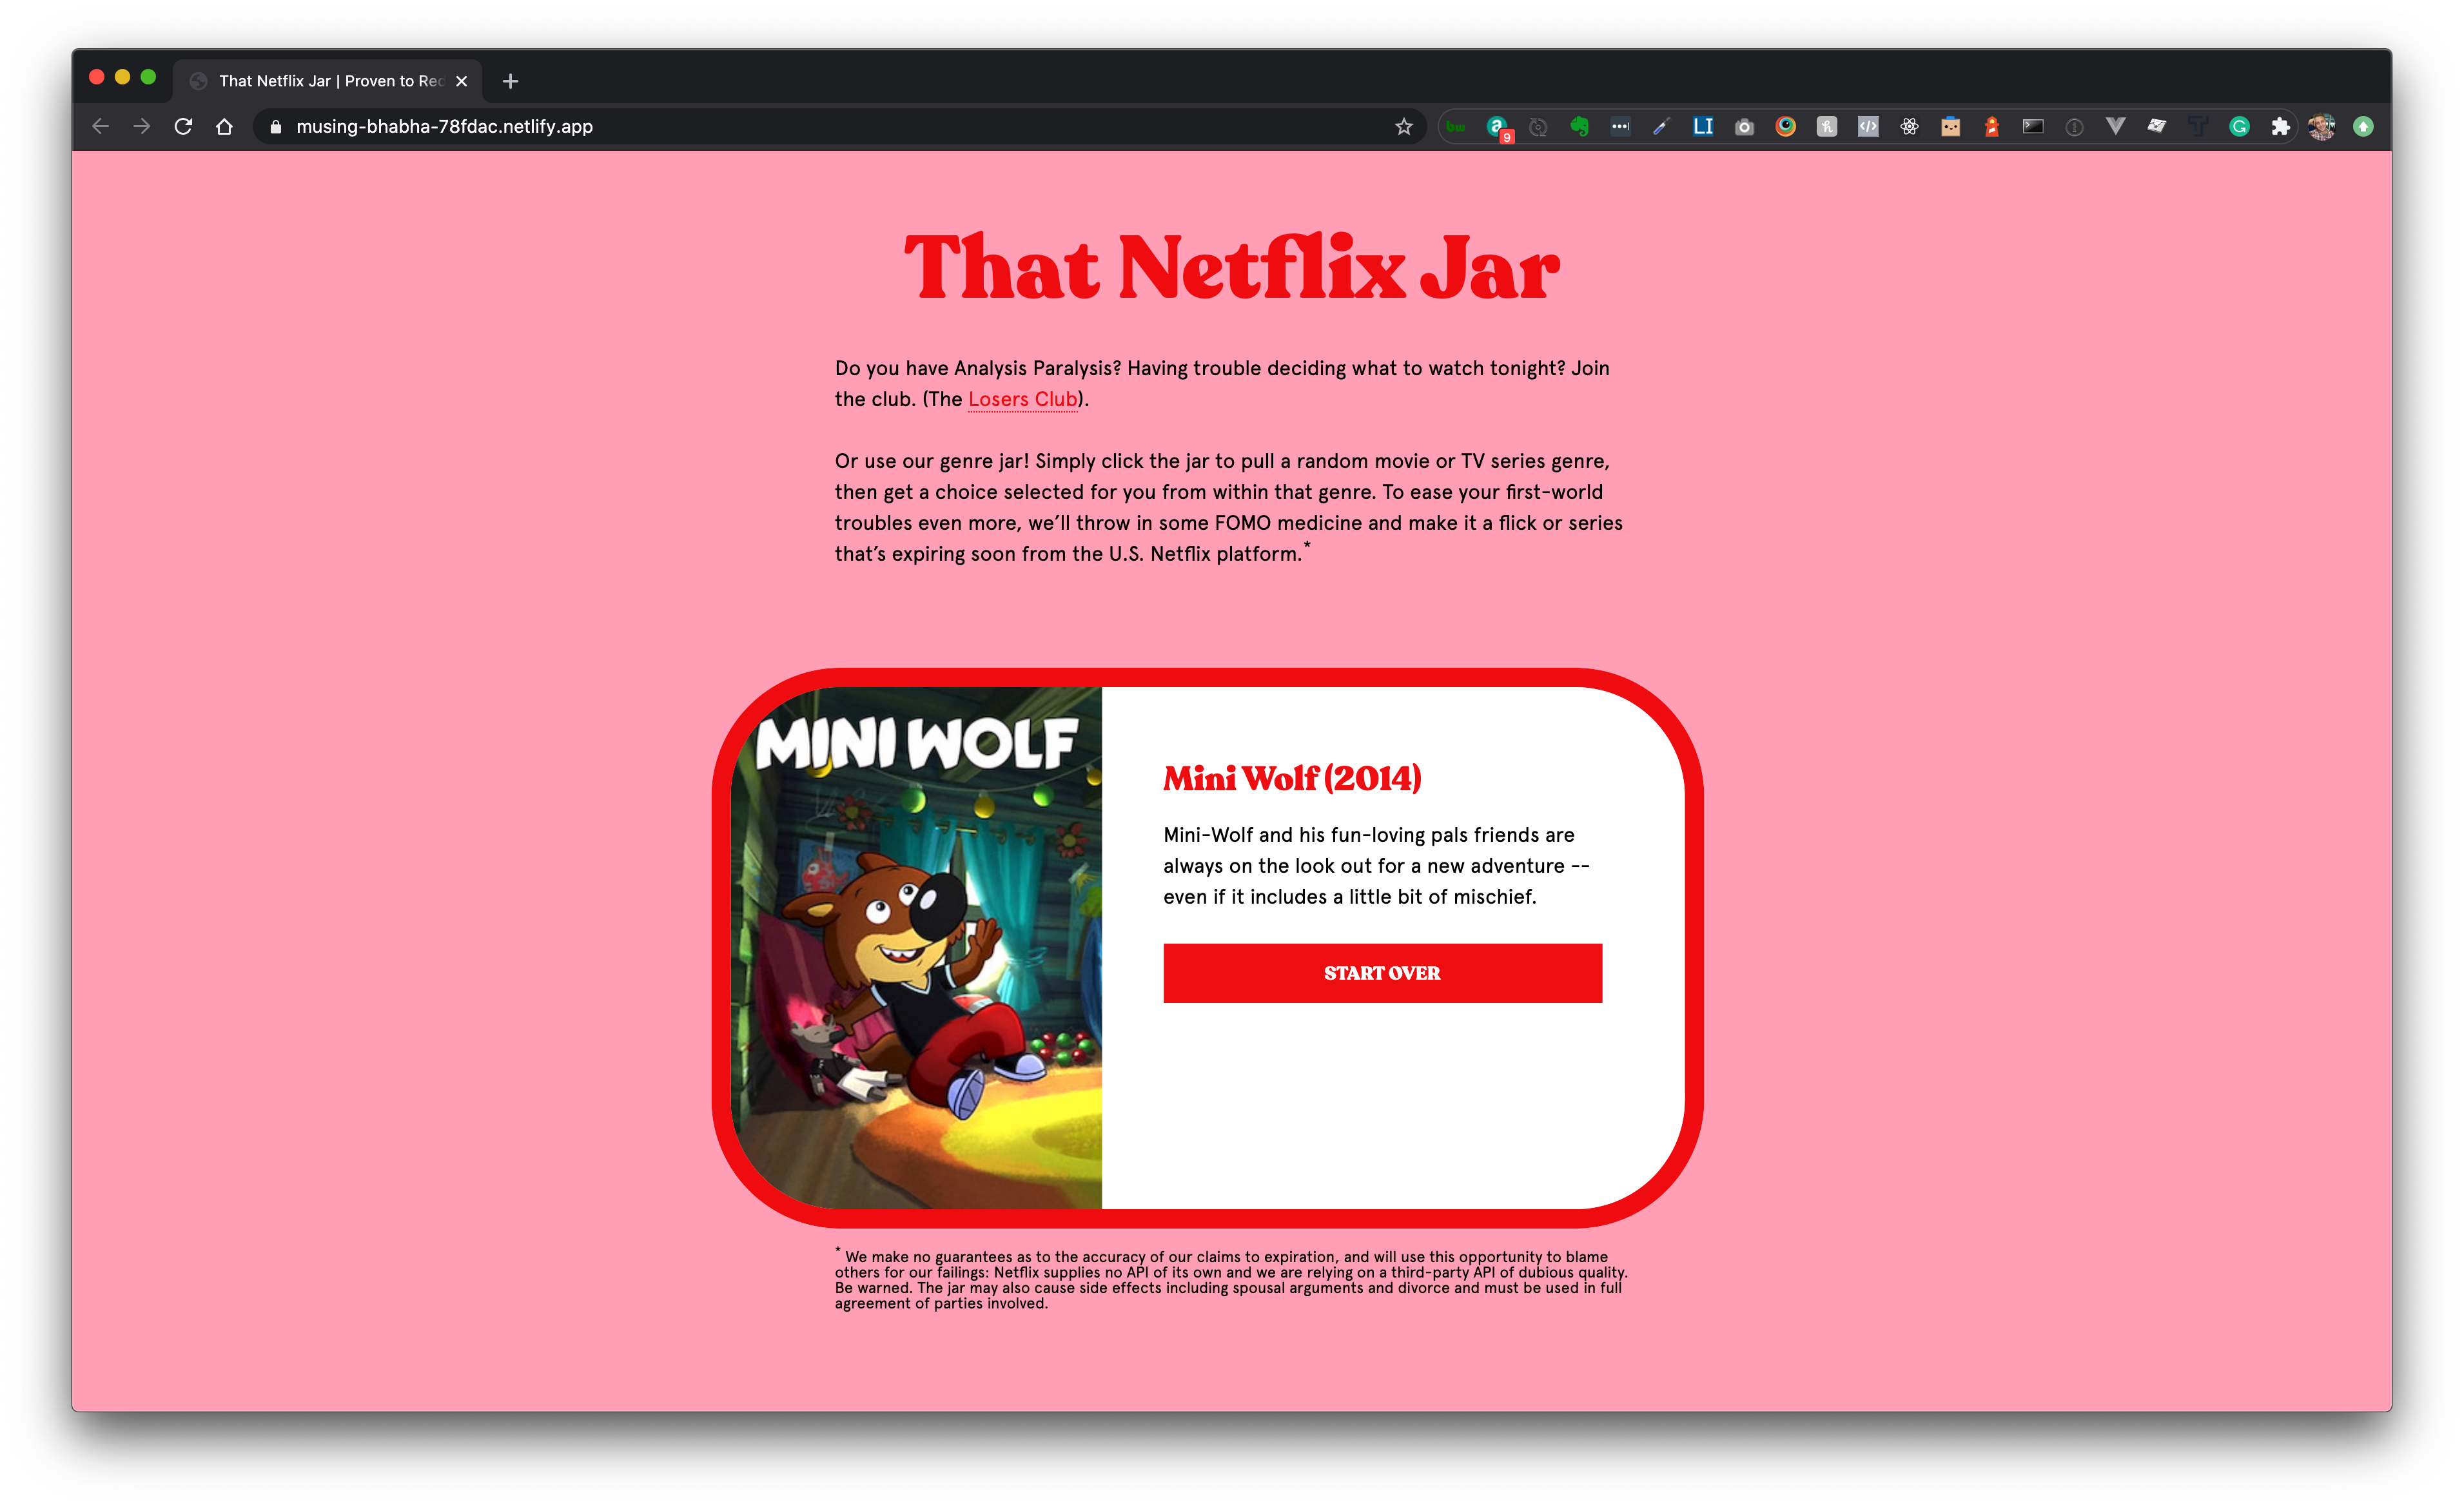 That Netflix Jar | Proven to Rec
musing-bhabha-78fdac.netlify.app
bw
a
9
LI
</>
That Netflix Jar
Do you have Analysis Paralysis? Having trouble deciding what to watch tonight? Join
the club. (The Losers Club).
Or use our genre jar! Simply click the jar to pull a random movie or TV series genre,
then get a choice selected for you from within that genre. To ease your first-world
troubles even more, we’ll throw in some FOMO medicine and make it a flick or series
that’s expiring soon from the U.S. Netflix platform.*
MINI WOLF
Mini Wolf (2014)
Mini-Wolf and his fun-loving pals friends are
always on the look out for a new adventure --
even if it includes a little bit of mischief.
START OVER
* We make no guarantees as to the accuracy of our claims to expiration, and will use this opportunity to blame
others for our failings: Netflix supplies no API of its own and we are relying on a third-party API of dubious quality.
Be warned. The jar may also cause side effects including spousal arguments and divorce and must be used in full
agreement of parties involved.